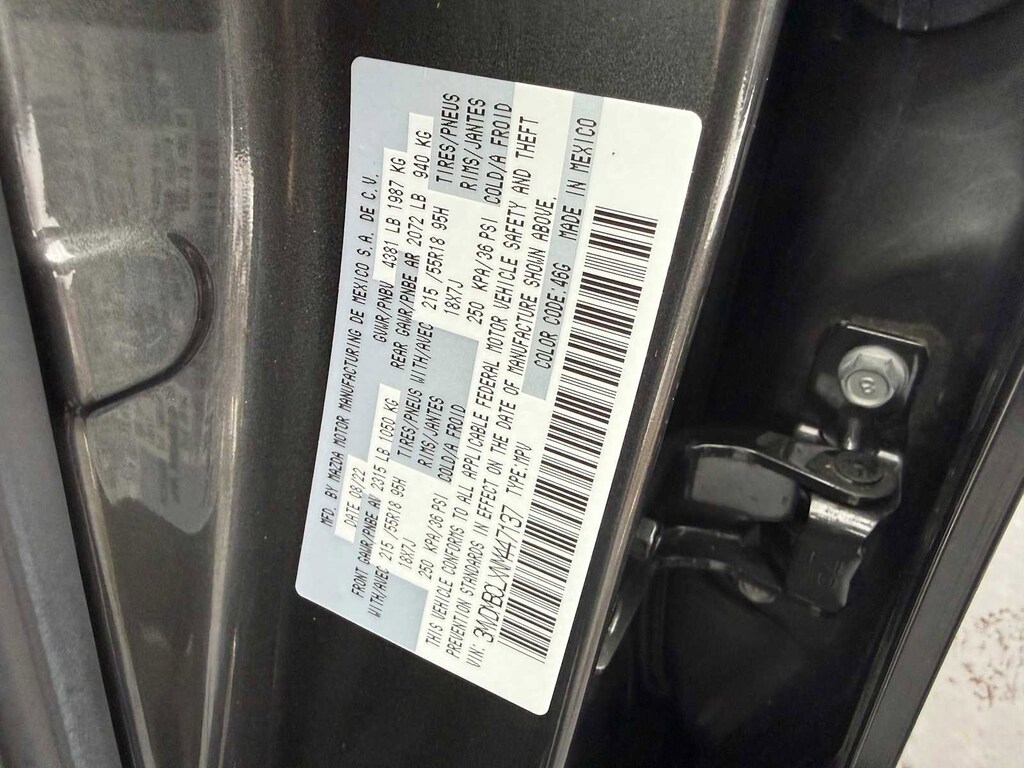 MFD. BY MAZDA MOTOR MANUFACTURING DE MEXICO S.A. DE C.V.
DATE 08/22 GVWR/PNBV 4381 LB 1987 KG
FRONT GAWR/PNBE AV 2315 LB 1050 KG REAR GAWR/PNBE AR 2072 LB 940 KG
WITH/AVEC 215 /55R18 95H TIRES/PNEUS WITH/AVEC 215 /55R18 95H TIRES/PNEUS
18X7J RIMS/JANTES 18X7J RIMS/JANTES
250 KPA/36 PSI COLD/A FROID 250 KPA/36 PSI COLD/A FROID
THIS VEHICLE CONFORMS TO ALL APPLICABLE FEDERAL MOTOR VEHICLE SAFETY AND THEFT
PREVENTION STANDARDS IN EFFECT ON THE DATE OF MANUFACTURE SHOWN ABOVE.
VIN: 3MVDMBCLXNM447137 TYPE:MPV COLOR CODE:46G MADE IN MEXICO